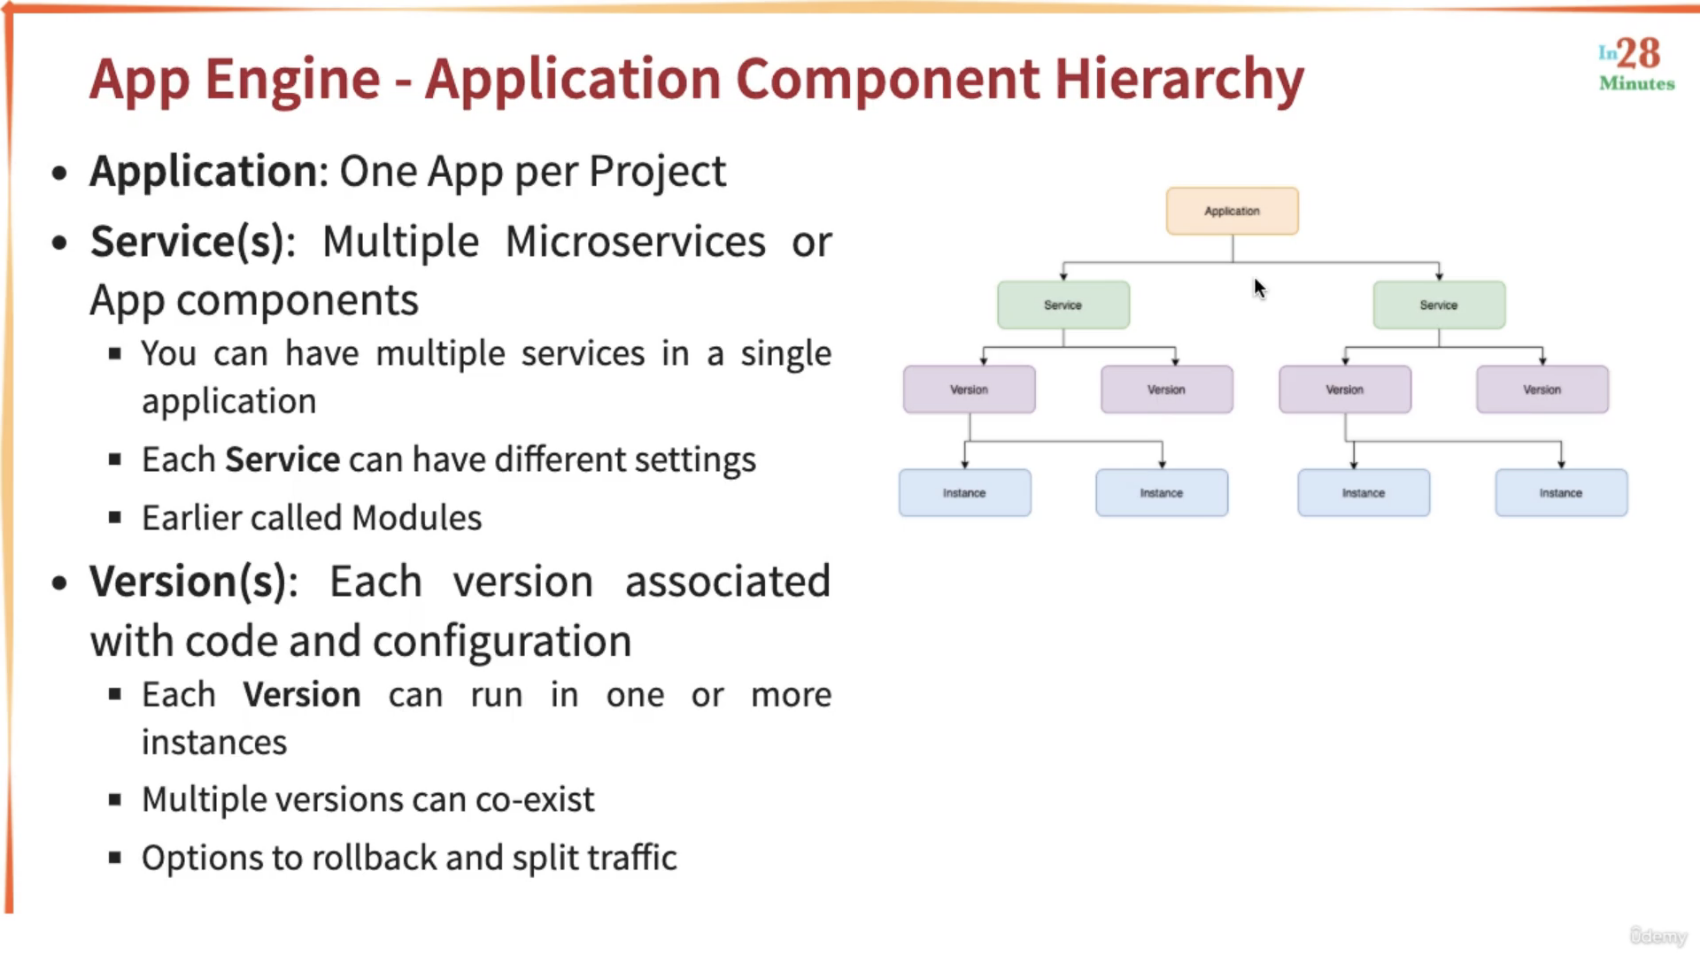 App Engine - Application Component Hierarchy
In28
Minutes
• Application: One App per Project
• Service(s): Multiple Microservices or
App components
▪ You can have multiple services in a single
application
▪ Each Service can have different settings
▪ Earlier called Modules
• Version(s): Each version associated
with code and configuration
▪ Each Version can run in one or more
instances
▪ Multiple versions can co-exist
▪ Options to rollback and split traffic
Application
Service Service
Version Version Version Version
Instance Instance Instance Instance
Udemy